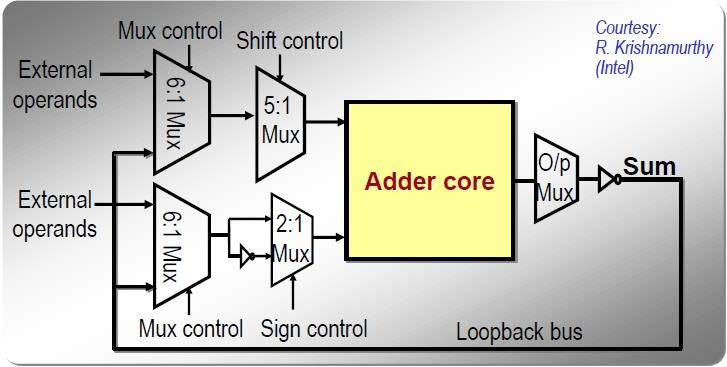 Mux control
Shift control
Courtesy:
R. Krishnamurthy
(Intel)
External
operands
6:1 Mux
5:1
Mux
Adder core
O/p
Mux
Sum
External
operands
6:1 Mux
2:1
Mux
Mux control
Sign control
Loopback bus